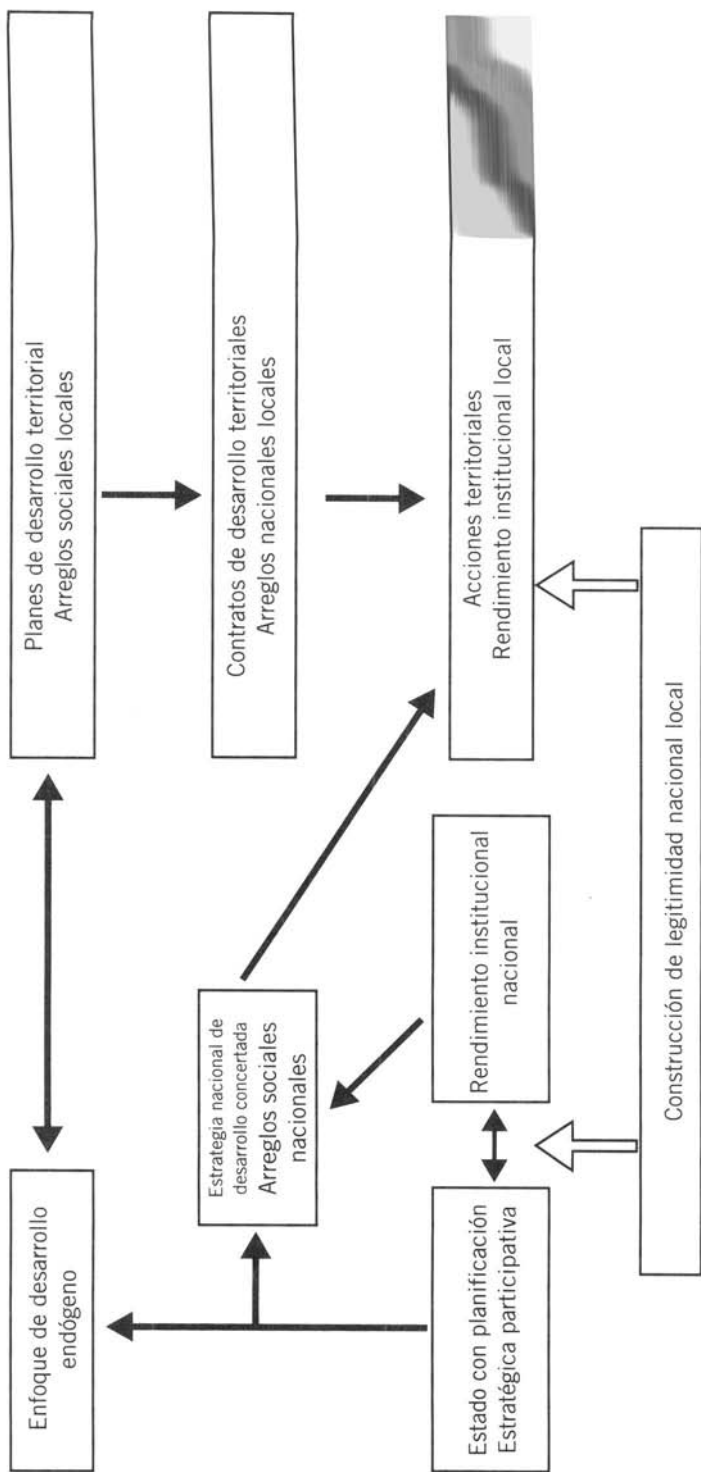 Enfoque de desarrollo
endógeno
Planes de desarrollo territorial
Arreglos sociales locales
Estrategia nacional de
desarrollo concertada
Arreglos sociales
nacionales
Contratos de desarrollo territoriales
Arreglos nacionales locales
Estado con planificación
Estratégica participativa
Rendimiento institucional
nacional
Acciones territoriales
Rendimiento institucional local
Construcción de legitimidad nacional local